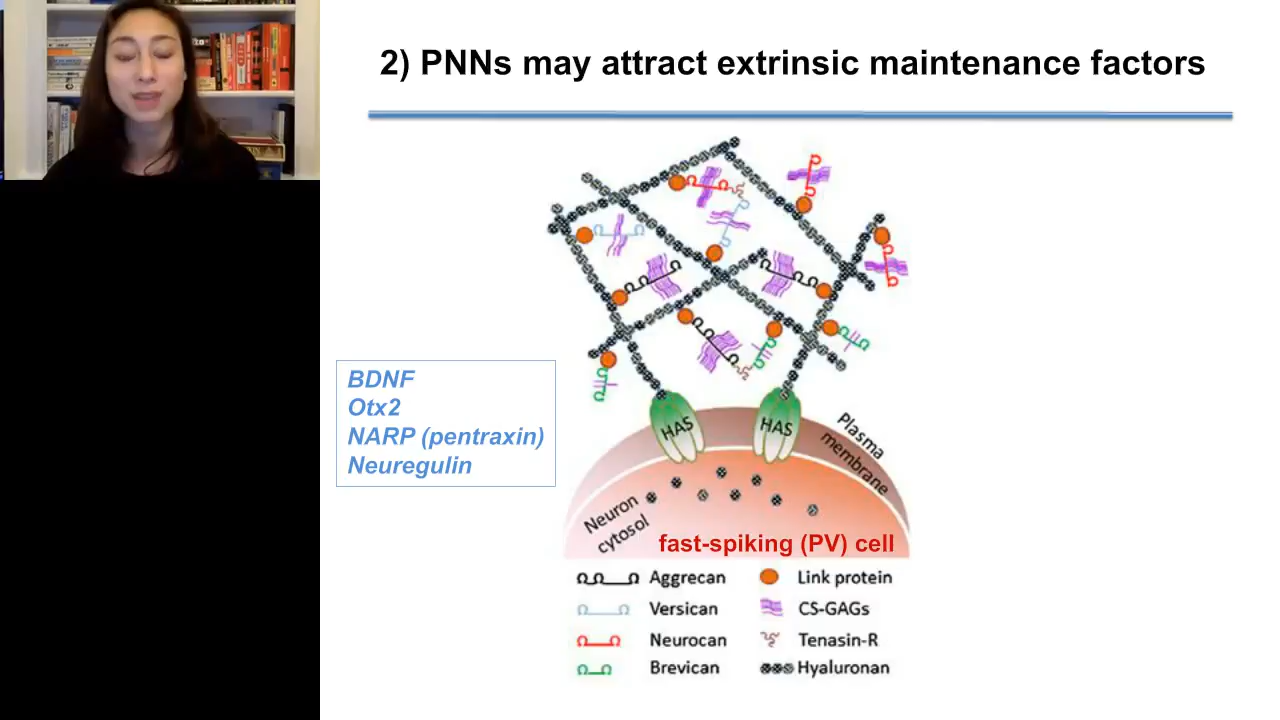 2) PNNs may attract extrinsic maintenance factors
BDNF
Otx2
NARP (pentraxin)
Neuregulin
HAS
HAS
Plasma
membrane
Neuron
cytosol
fast-spiking (PV) cell
Aggrecan
Link protein
Versican
CS-GAGs
Neurocan
Tenasin-R
Brevican
Hyaluronan